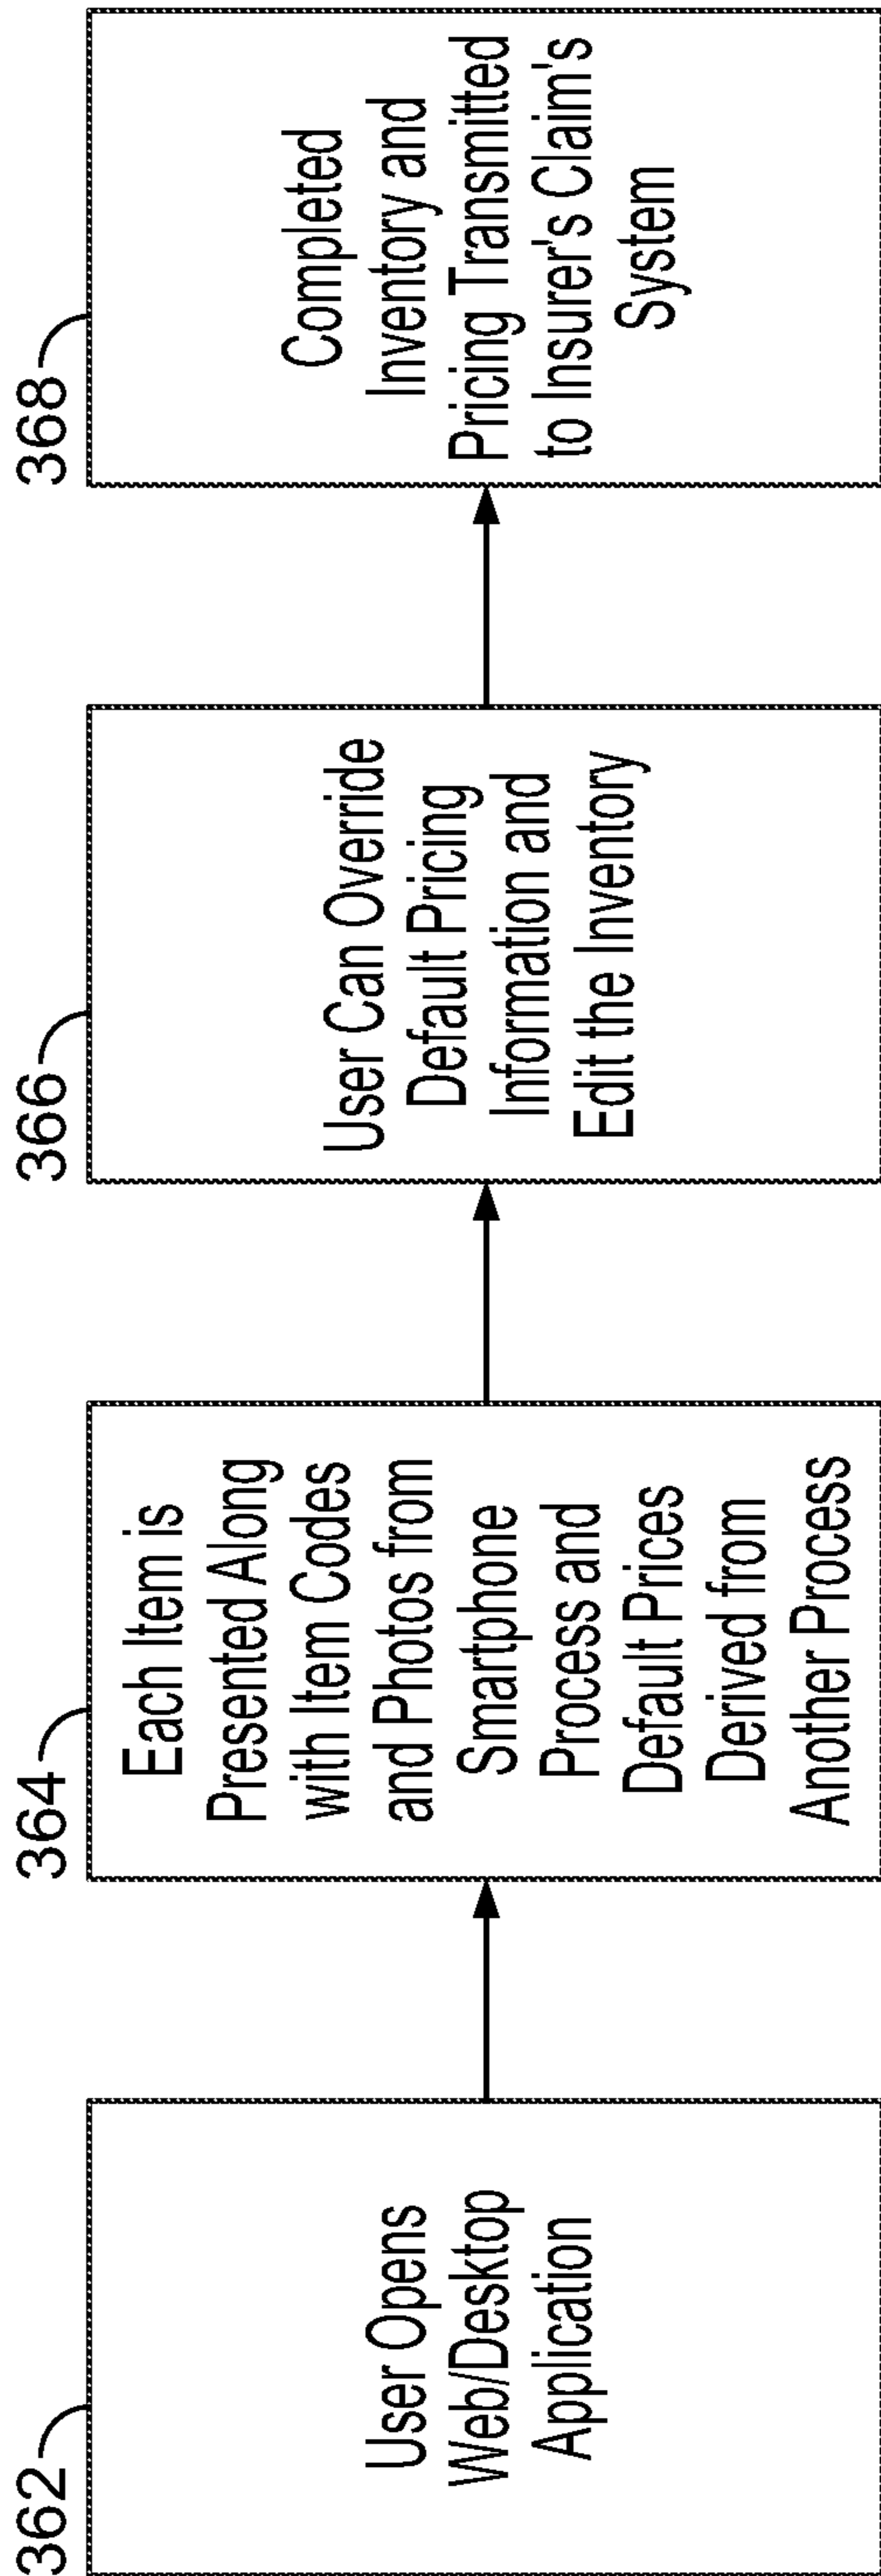 362
User Opens
Web/Desktop
Application
364
Each Item is
Presented Along
with Item Codes
and Photos from
Smartphone
Process and
Default Prices
Derived from
Another Process
366
User Can Override
Default Pricing
Information and
Edit the Inventory
368
Completed
Inventory and
Pricing Transmitted
to Insurer's Claim's
System